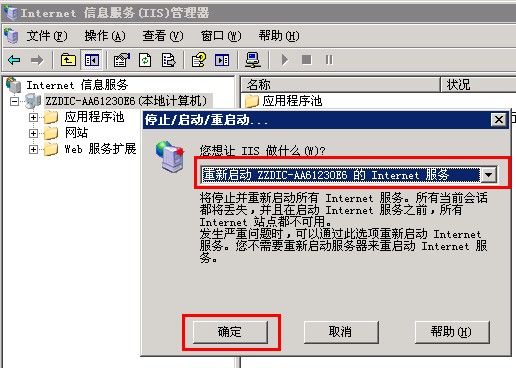 Internet 信息服务(IIS)管理器
文件(F) 操作(A) 查看(V) 窗口(W) 帮助(H)
Internet 信息服务
ZZDIC-AA61230E6(本地计算机)
应用程序池
网站
Web 服务扩展
名称 状况
应用程序池
停止/启动/重启动...
您想让 IIS 做什么(W)?
重新启动 ZZDIC-AA61230E6 的 Internet 服务
将停止并重新启动所有 Internet 服务。所有当前会话
都将丢失，并且在启动 Internet 服务之前，所有
Internet 站点都不可用。
发生严重问题时，可以通过此选项重新启动 Internet
服务。您不需要重新启动服务器来重启动 Internet 服
务。
确定 取消 帮助(H)